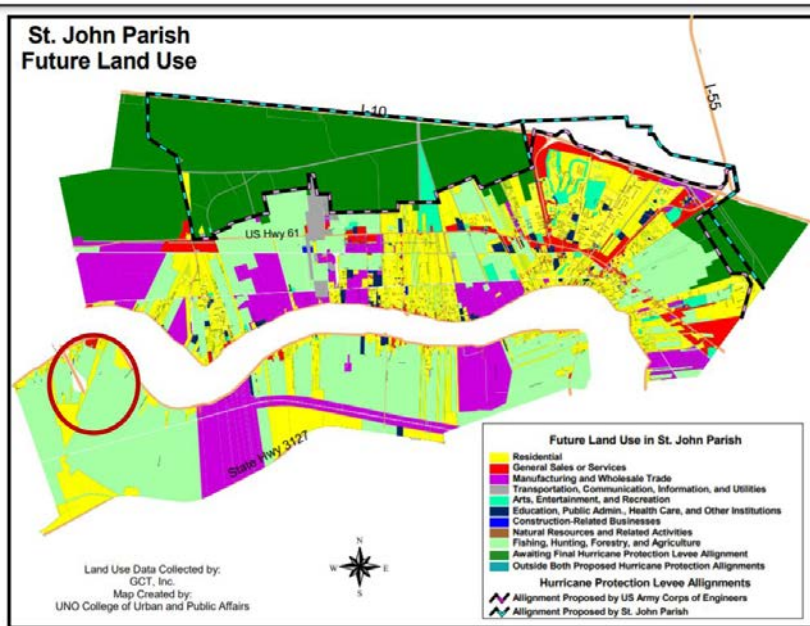 St. John Parish
Future Land Use
I-10
I-55
US Hwy 61
State Hwy 3127
Future Land Use in St. John Parish
Residential
General Sales or Services
Manufacturing and Wholesale Trade
Transportation, Communication, Information, and Utilities
Arts, Entertainment, and Recreation
Education, Public Admin., Health Care, and Other Institutions
Construction-Related Businesses
Natural Resources and Related Activities
Fishing, Hunting, Forestry, and Agriculture
Awaiting Final Hurricane Protection Levee Allignment
Outside Both Proposed Hurricane Protection Alignments
Hurricane Protection Levee Allignments
Allignment Proposed by US Army Corps of Engineers
Allignment Proposed by St. John Parish
N
W
E
S
Land Use Data Collected by:
GCT, Inc.
Map Created by:
UNO College of Urban and Public Affairs